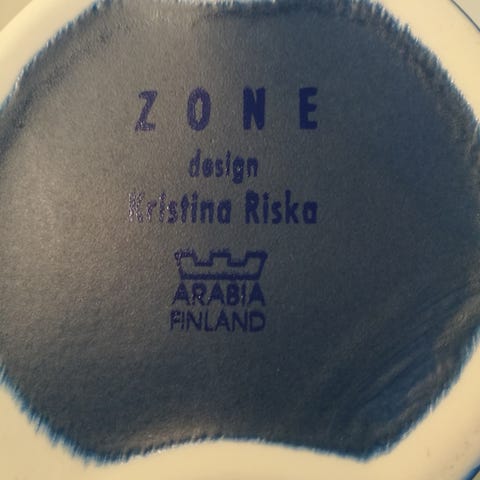 ZONE
design
Kristina Riska
ARABIA
FINLAND